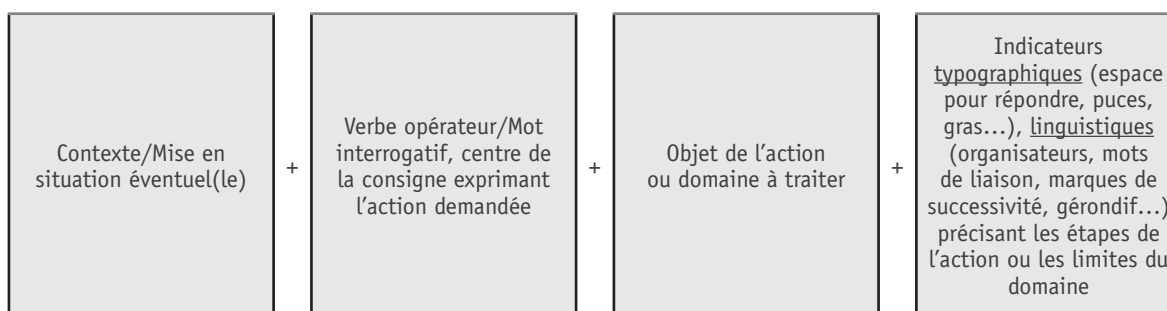 Contexte/Mise en
situation éventuel(le)
+
Verbe opérateur/Mot
interrogatif, centre de
la consigne exprimant
l’action demandée
+
Objet de l’action
ou domaine à traiter
+
Indicateurs
typographiques (espace
pour répondre, puces,
gras…), linguistiques
(organisateurs, mots
de liaison, marques de
successivité, gérondif…)
précisant les étapes de
l’action ou les limites du
domaine